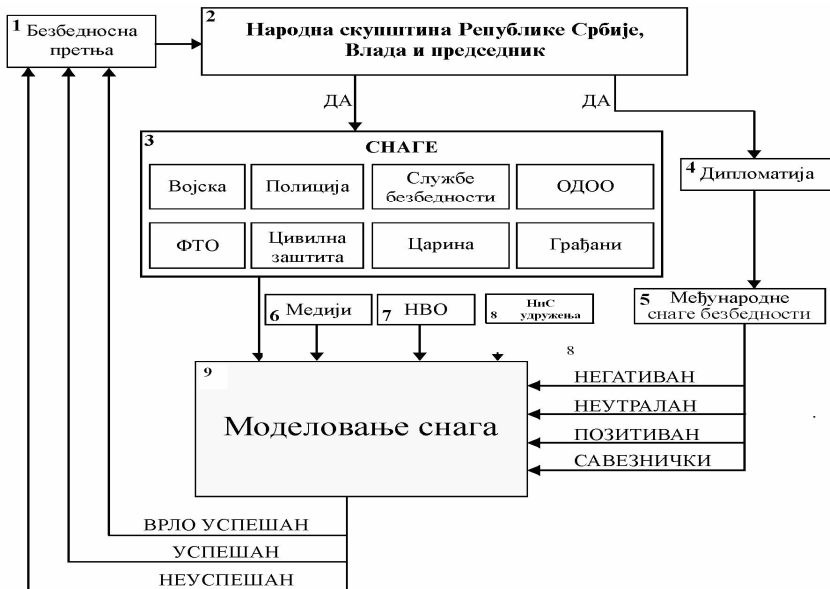 1 Безбедносна
претња
2 Народна скупштина Републике Србије,
Влада и председник
ДА
ДА
3 СНАГЕ
Војска
Полиција
Службе
безбедности
ОДОО
ФТО
Цивилна
заштита
Царина
Грађани
4 Дипломатија
5 Међународне
снаге безбедности
6 Медији
7 НВО
НиС
8 удружења
8
9
Моделовање снага
НЕГАТИВАН
НЕУТРАЛАН
ПОЗИТИВАН
САВЕЗНИЧКИ
ВРЛО УСПЕШАН
УСПЕШАН
НЕУСПЕШАН